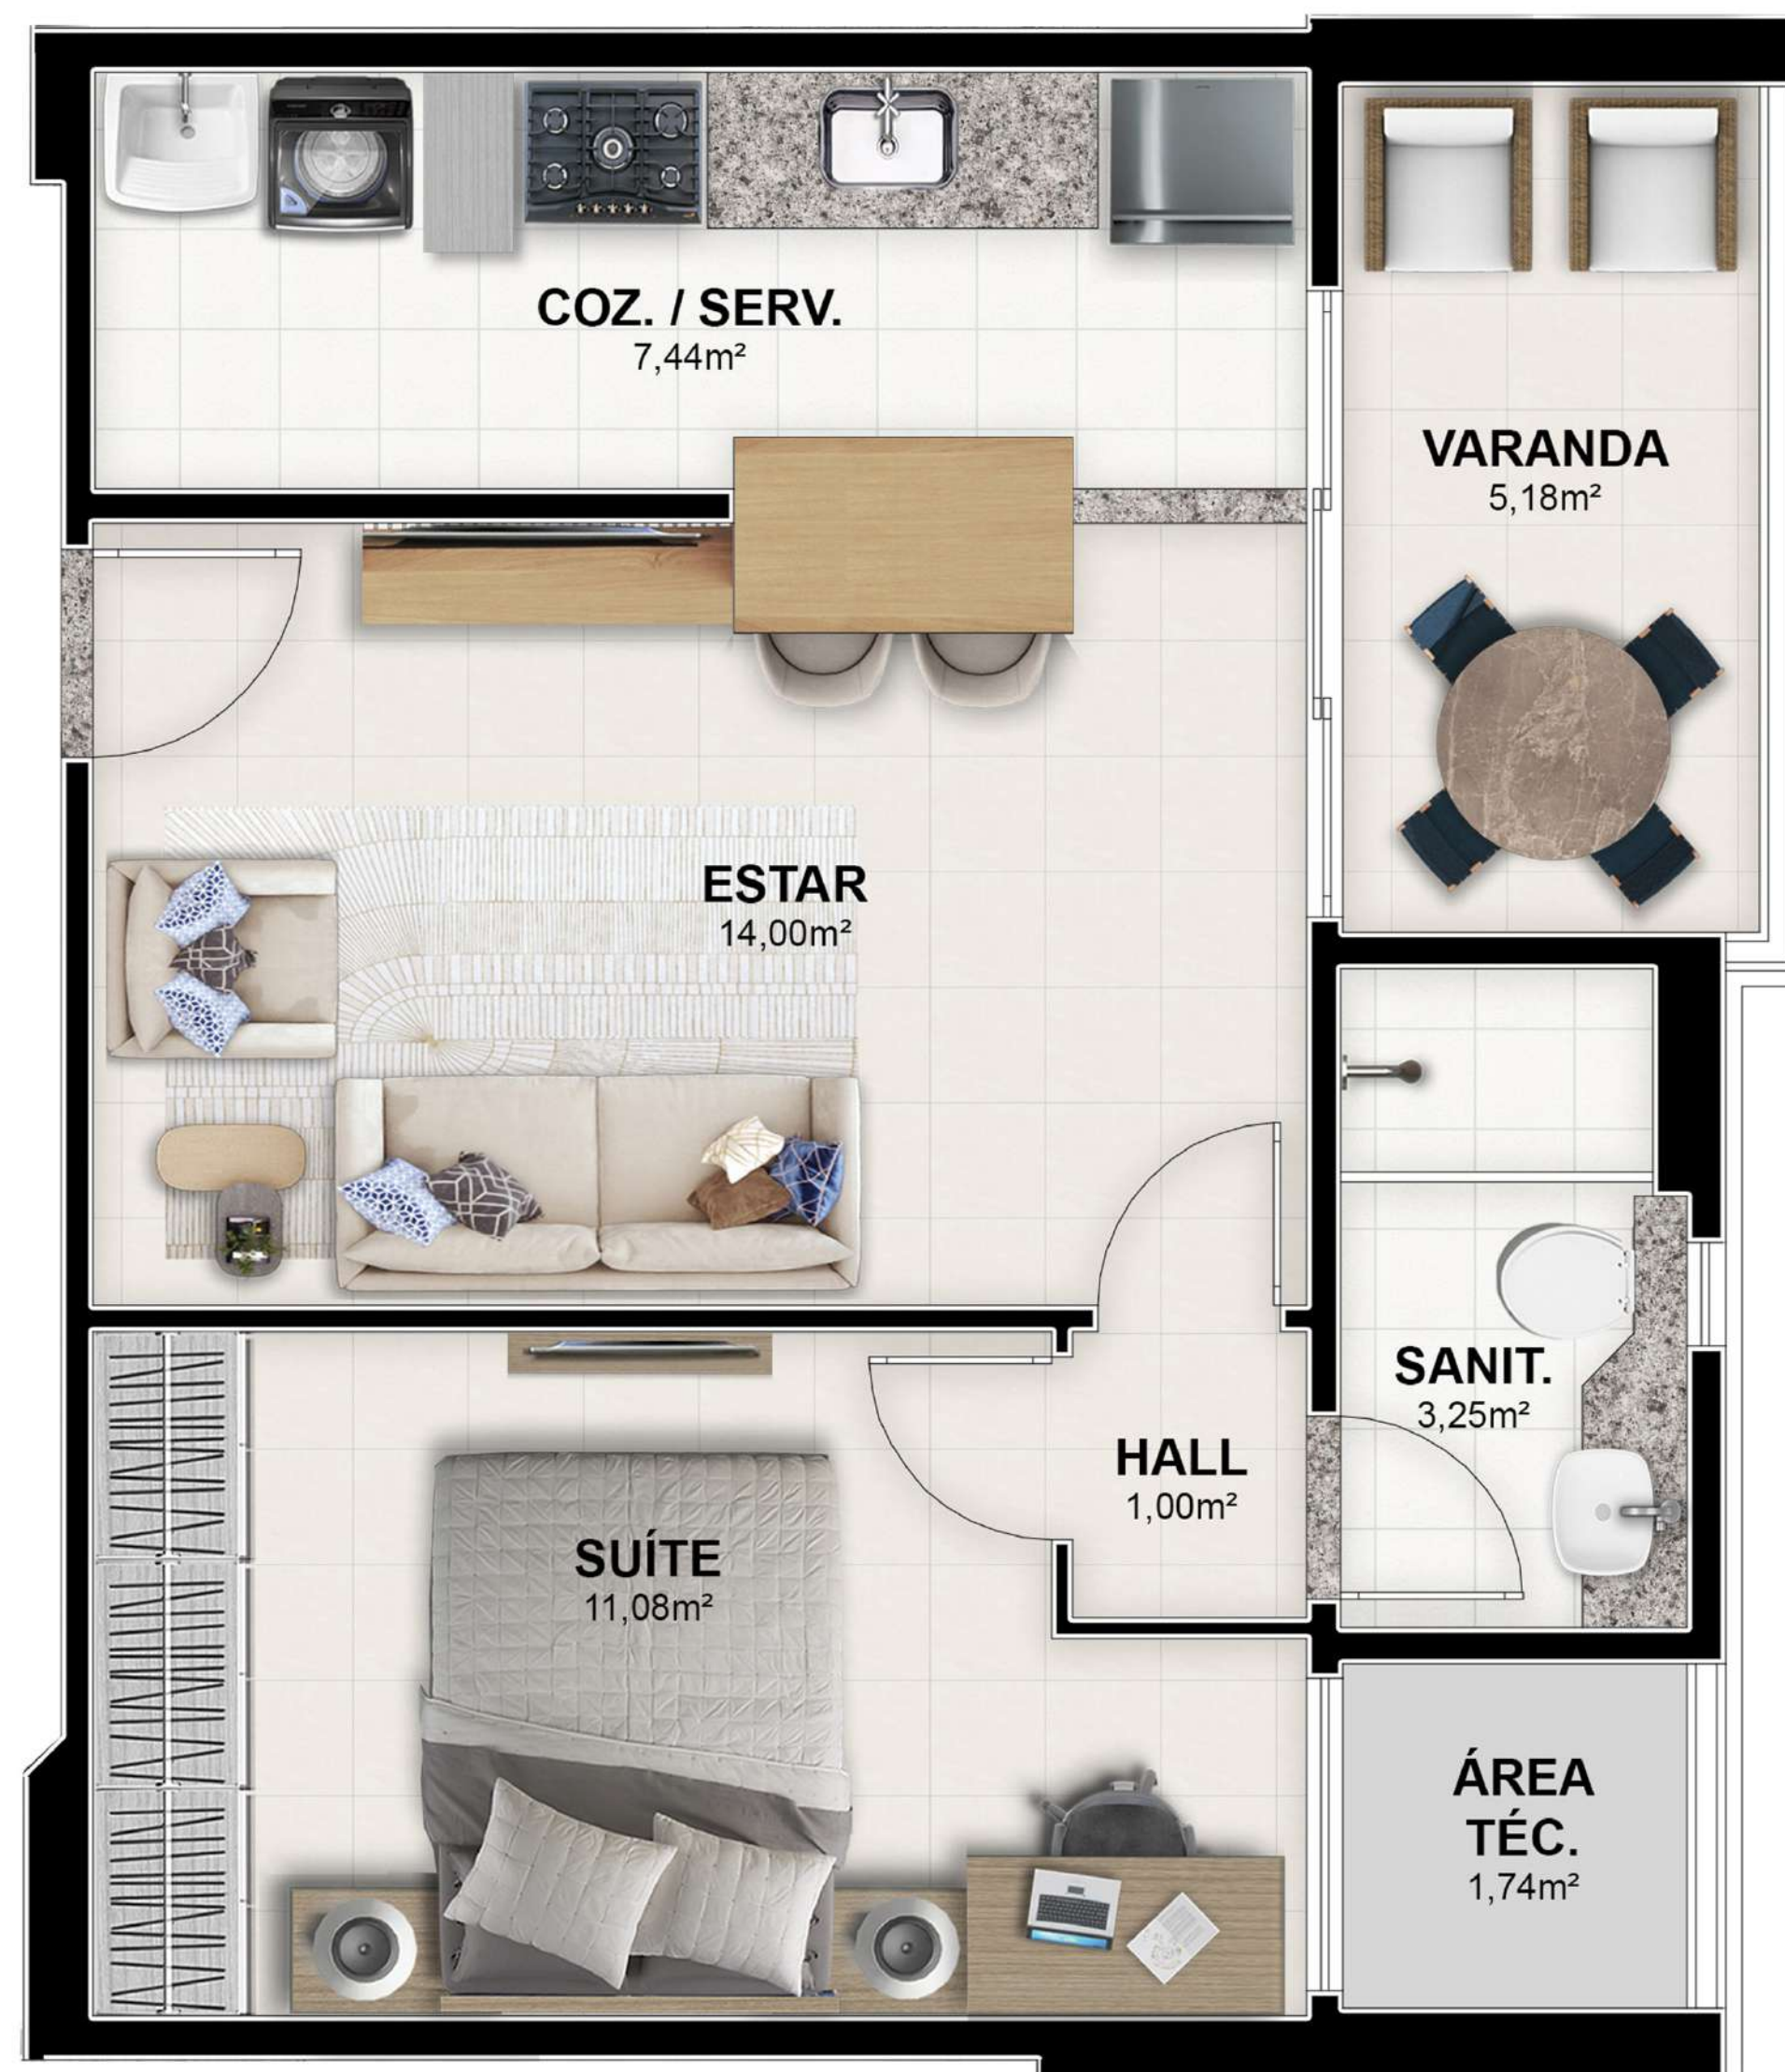 COZ. / SERV.
7,44m²
VARANDA
5,18m²
ESTAR
14,00m²
SANIT.
3,25m²
HALL
1,00m²
SUÍTE
11,08m²
ÁREA
TÉC.
1,74m²